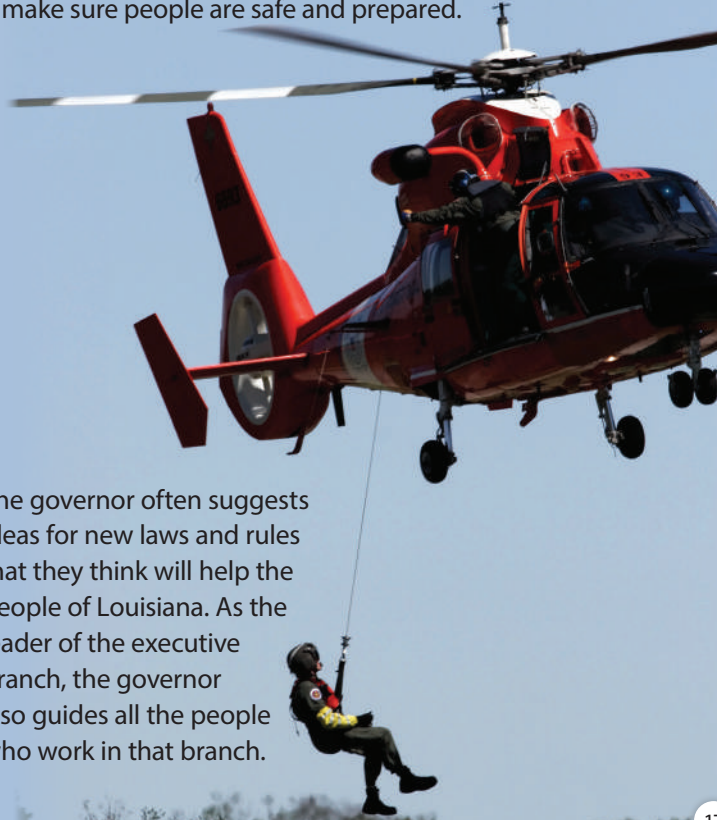 make sure people are safe and prepared.
he governor often suggests
deas for new laws and rules
hat they think will help the
eople of Louisiana. As the
eader of the executive
ranch, the governor
so guides all the people
ho work in that branch.
17